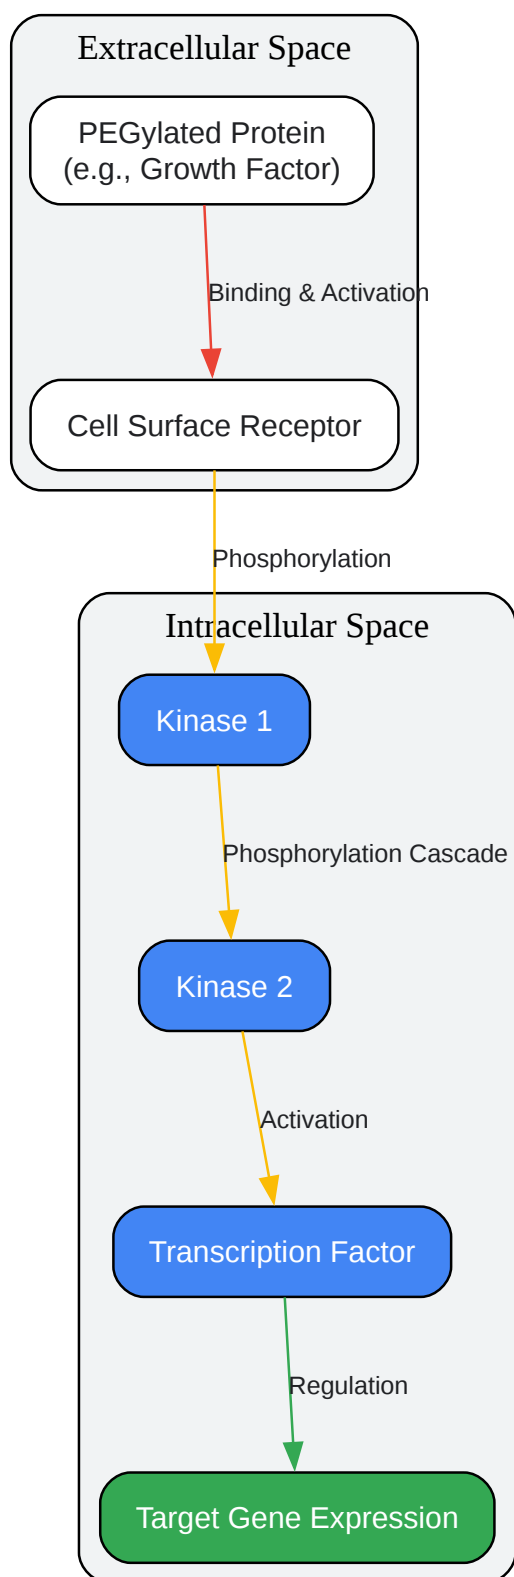 Extracellular Space
PEGylated Protein
(e.g., Growth Factor)
Binding & Activation
Cell Surface Receptor
Phosphorylation
Intracellular Space
Kinase 1
Phosphorylation Cascade
Kinase 2
Activation
Transcription Factor
Regulation
Target Gene Expression